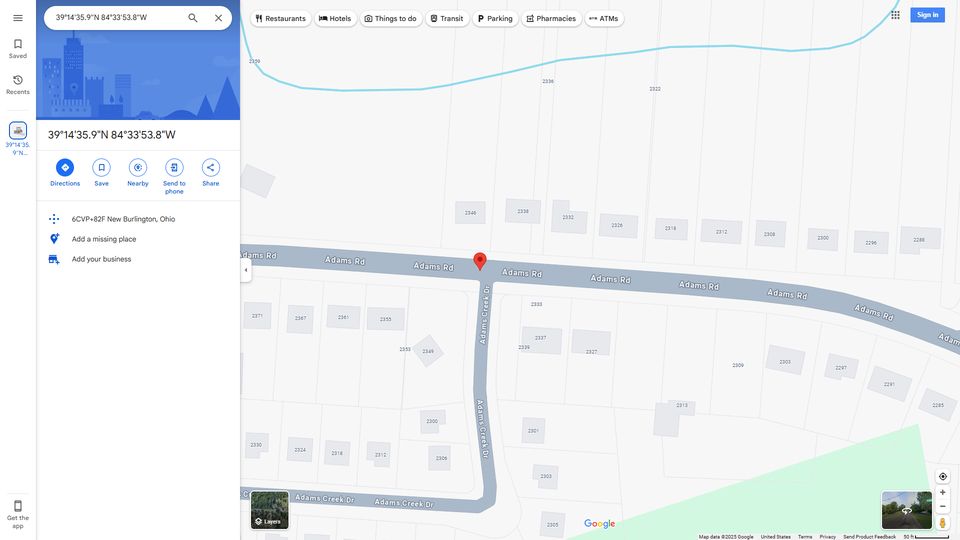 39°14'35.9"N 84°33'53.8"W
Restaurants
Hotels
Things to do
Transit
Parking
Pharmacies
ATMs
Sign in
Saved
Recents
39°14'35.
9"N...
39°14'35.9"N 84°33'53.8"W
Directions
Save
Nearby
Send to
phone
Share
6CVP+82F New Burlington, Ohio
Add a missing place
Add your business
Get the
app
2359
2336
2322
2346
2338
2332
2326
2318
2312
2308
2300
2296
2288
Adams Rd
Adams Rd
Adams Rd
Adams Rd
Adams Rd
Adams Rd
Adams Rd
Adams Rd
Adams
2371
2367
2361
2355
2353
2349
Adams Creek Dr
2333
2337
2339
2327
2309
2303
2297
2291
2285
2313
2300
2301
Adams Creek Dr
2330
2324
2318
2312
2306
2303
2305
Adams Creek Dr
Adams Creek Dr
Layers
Google
Map data ©2025 Google
United States
Terms
Privacy
Send Product Feedback
50 ft